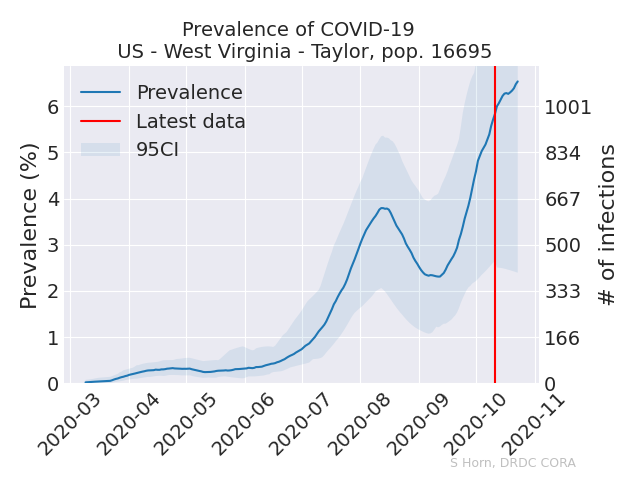 Prevalence of COVID-19
US - West Virginia - Taylor, pop. 16695
Prevalence
Latest data
95CI
Prevalence (%)
6
5
4
3
2
1
0
# of infections
1001
834
667
500
333
166
0
2020-03
2020-04
2020-05
2020-06
2020-07
2020-08
2020-09
2020-10
2020-11
S Horn, DRDC CORA